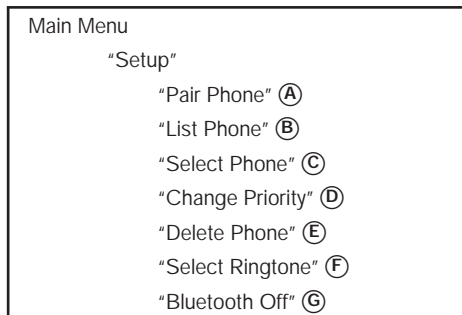 Main Menu
“Setup”
“Pair Phone” Ⓐ
“List Phone” Ⓑ
“Select Phone” Ⓒ
“Change Priority” Ⓓ
“Delete Phone” Ⓔ
“Select Ringtone” Ⓕ
“Bluetooth Off” Ⓖ